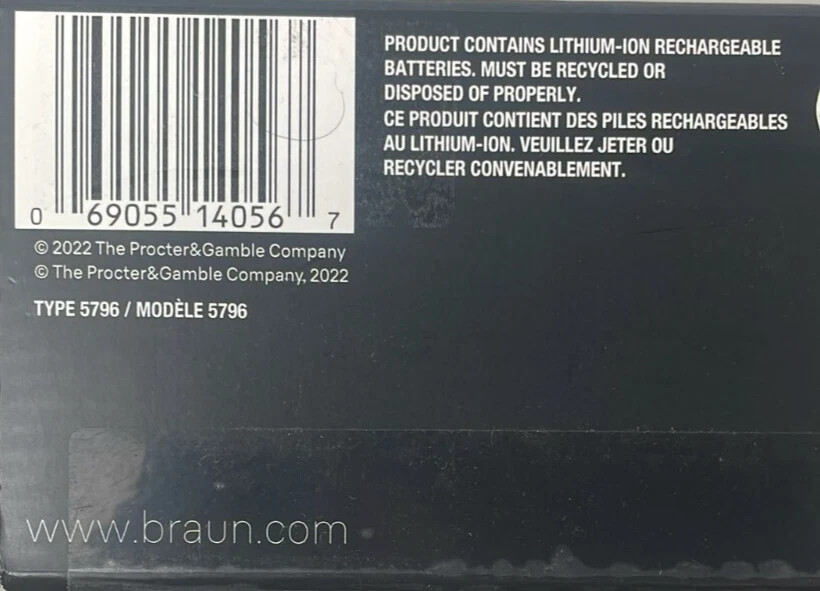 PRODUCT CONTAINS LITHIUM-ION RECHARGEABLE
BATTERIES. MUST BE RECYCLED OR
DISPOSED OF PROPERLY.
CE PRODUIT CONTIENT DES PILES RECHARGEABLES
AU LITHIUM-ION. VEUILLEZ JETER OU
RECYCLER CONVENABLEMENT.
0 69055 14056 7
© 2022 The Procter&Gamble Company
© The Procter&Gamble Company, 2022
TYPE 5796 / MODÈLE 5796
www.braun.com